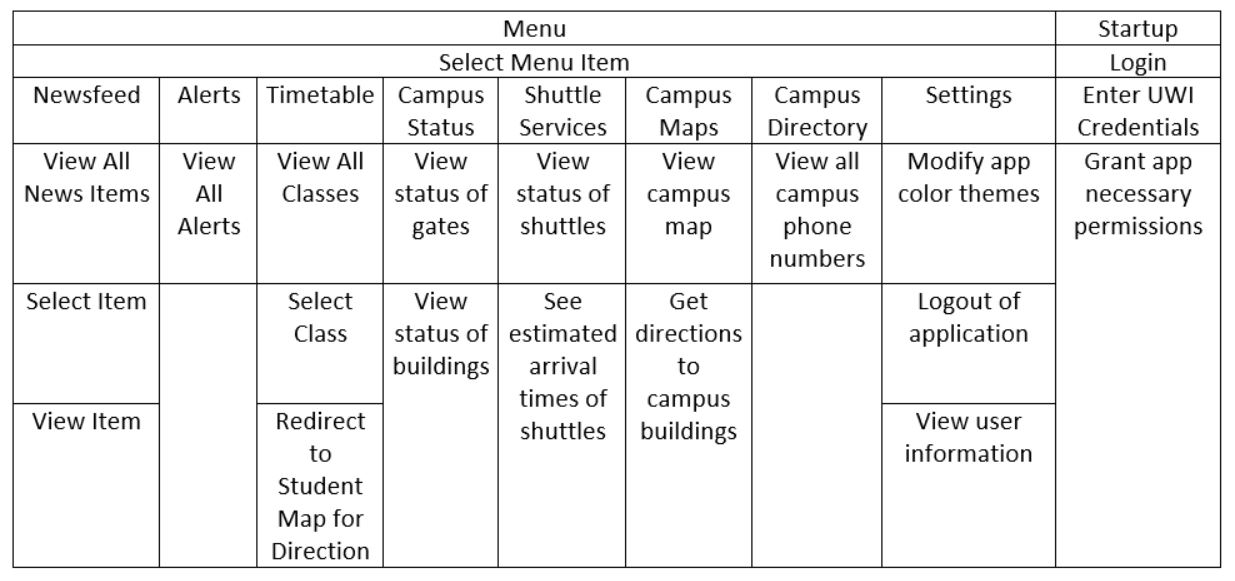 Menu
Startup
Select Menu Item
Login
Newsfeed
Alerts
Timetable
Campus
Status
Shuttle
Services
Campus
Maps
Campus
Directory
Settings
Enter UWI
Credentials
View All
News Items
View
All
Alerts
View All
Classes
View
status of
gates
View
status of
shuttles
View
campus
map
View all
campus
phone
numbers
Modify app
color themes
Grant app
necessary
permissions
Select Item
Select
Class
View
status of
buildings
See
estimated
arrival
times of
shuttles
Get
directions
to
campus
buildings
Logout of
application
View Item
Redirect
to
Student
Map for
Direction
View user
information